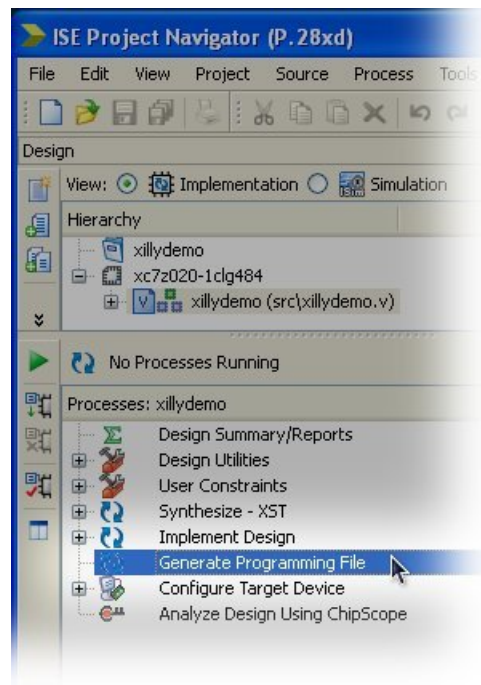 ISE Project Navigator (P.28xd)
File Edit View Project Source Process Tools
Design
View: Implementation Simulation
ISim
Hierarchy
xillydemo
xc7z020-1clg484
V xillydemo (src\xillydemo.v)
No Processes Running
Processes: xillydemo
Σ Design Summary/Reports
Design Utilities
User Constraints
Synthesize - XST
Implement Design
Generate Programming File
Configure Target Device
Analyze Design Using ChipScope